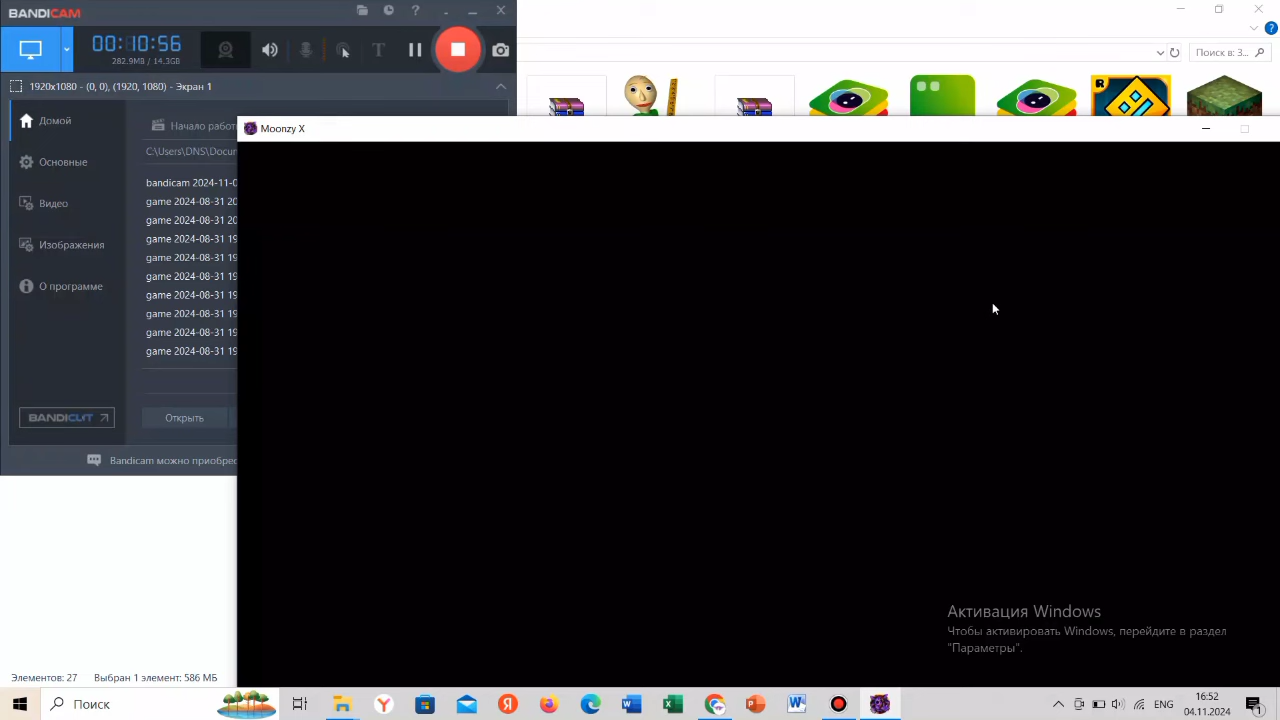 BANDICAM
00:10:56
282.9MB / 14.3GB
1920x1080 - (0, 0), (1920, 1080) - Экран 1
Домой
Начало работ
C:\Users\DNS\Docu
Основные
Видео
Изображения
О программе
bandicam 2024-11-0
game 2024-08-31 20
game 2024-08-31 20
game 2024-08-31 19
game 2024-08-31 19
game 2024-08-31 19
game 2024-08-31 19
game 2024-08-31 19
game 2024-08-31 19
game 2024-08-31 19
BANDICUT
Открыть
Bandicam можно приобрес
Поиск в: З...
Moonzy X
Активация Windows
Чтобы активировать Windows, перейдите в раздел
"Параметры".
Элементов: 27
Выбран 1 элемент: 586 МБ
Поиск
ENG
16:52
04.11.2024